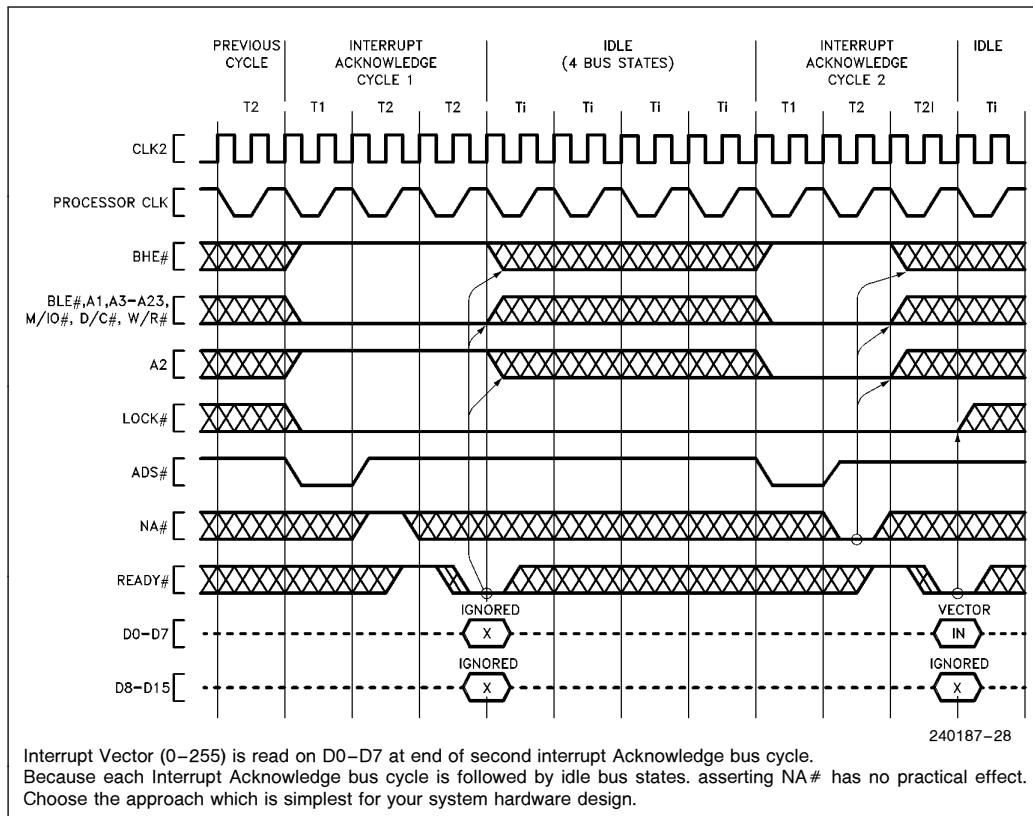 PREVIOUS CYCLE
INTERRUPT ACKNOWLEDGE CYCLE 1
IDLE (4 BUS STATES)
INTERRUPT ACKNOWLEDGE CYCLE 2
IDLE
T2 T1 T2 T2 Ti Ti Ti Ti T1 T2 T2I Ti
CLK2
PROCESSOR CLK
BHE#
BLE#,A1,A3–A23,
M/IO#, D/C#, W/R#
A2
LOCK#
ADS#
NA#
READY#
IGNORED VECTOR
D0–D7 X IN
IGNORED IGNORED
D8–D15 X X
240187–28
Interrupt Vector (0–255) is read on D0–D7 at end of second interrupt Acknowledge bus cycle.
Because each Interrupt Acknowledge bus cycle is followed by idle bus states. asserting NA# has no practical effect.
Choose the approach which is simplest for your system hardware design.